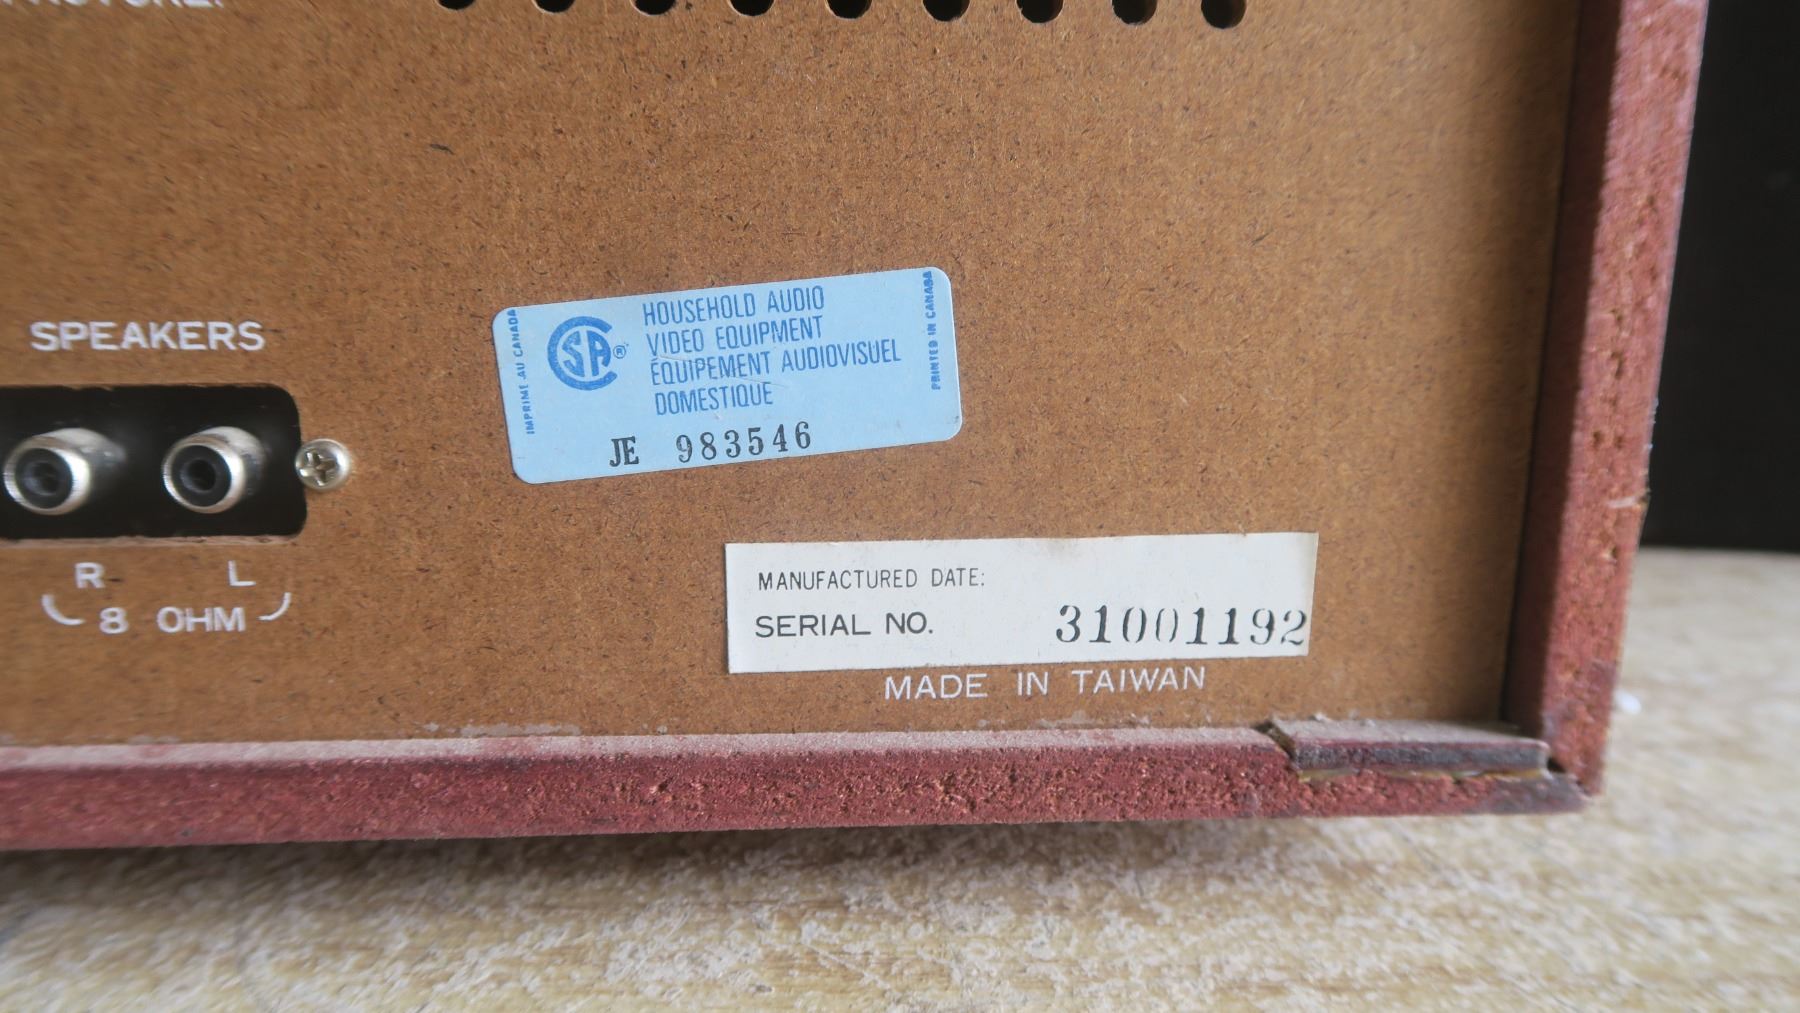 SPEAKERS
R L
8 OHM
IMPRIMÉ AU CANADA
CSA®
HOUSEHOLD AUDIO
VIDEO EQUIPMENT
ÉQUIPEMENT AUDIOVISUEL
DOMESTIQUE
PRINTED IN CANADA
JE 983546
MANUFACTURED DATE:
SERIAL NO. 31001192
MADE IN TAIWAN